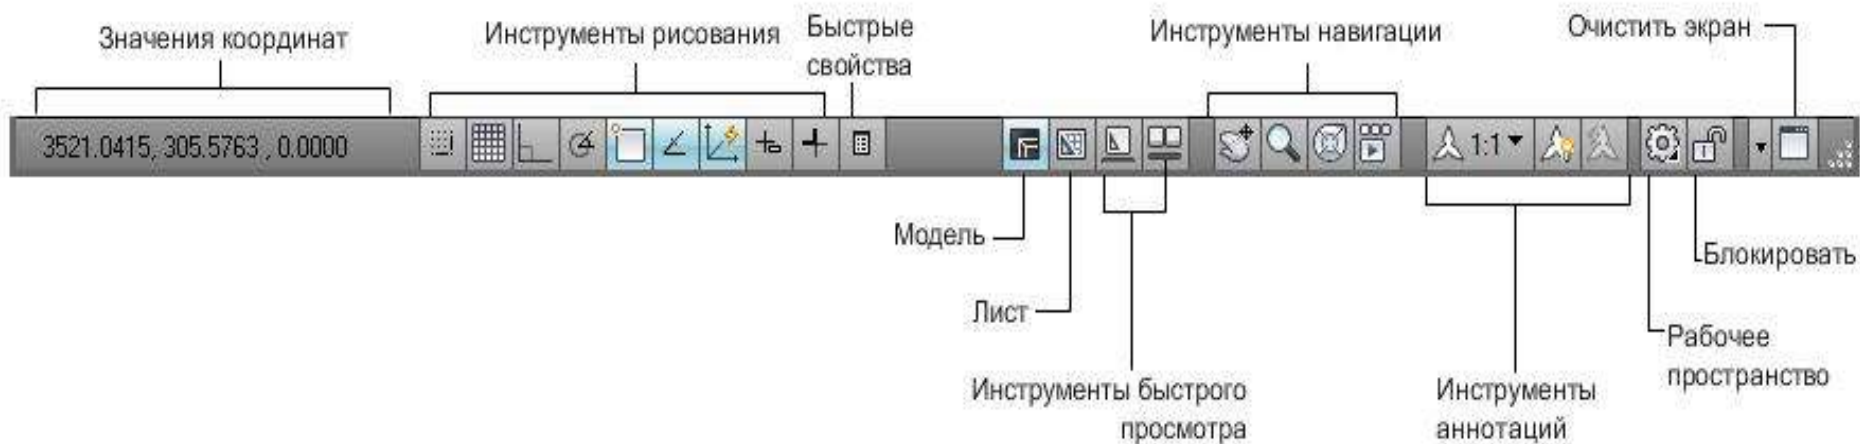 Значения координат
Инструменты рисования
Быстрые
свойства
Инструменты навигации
Очистить экран
3521.0415, 305.5763 , 0.0000
1:1
Модель
Лист
Инструменты быстрого
просмотра
Инструменты
аннотаций
Рабочее
пространство
Блокировать